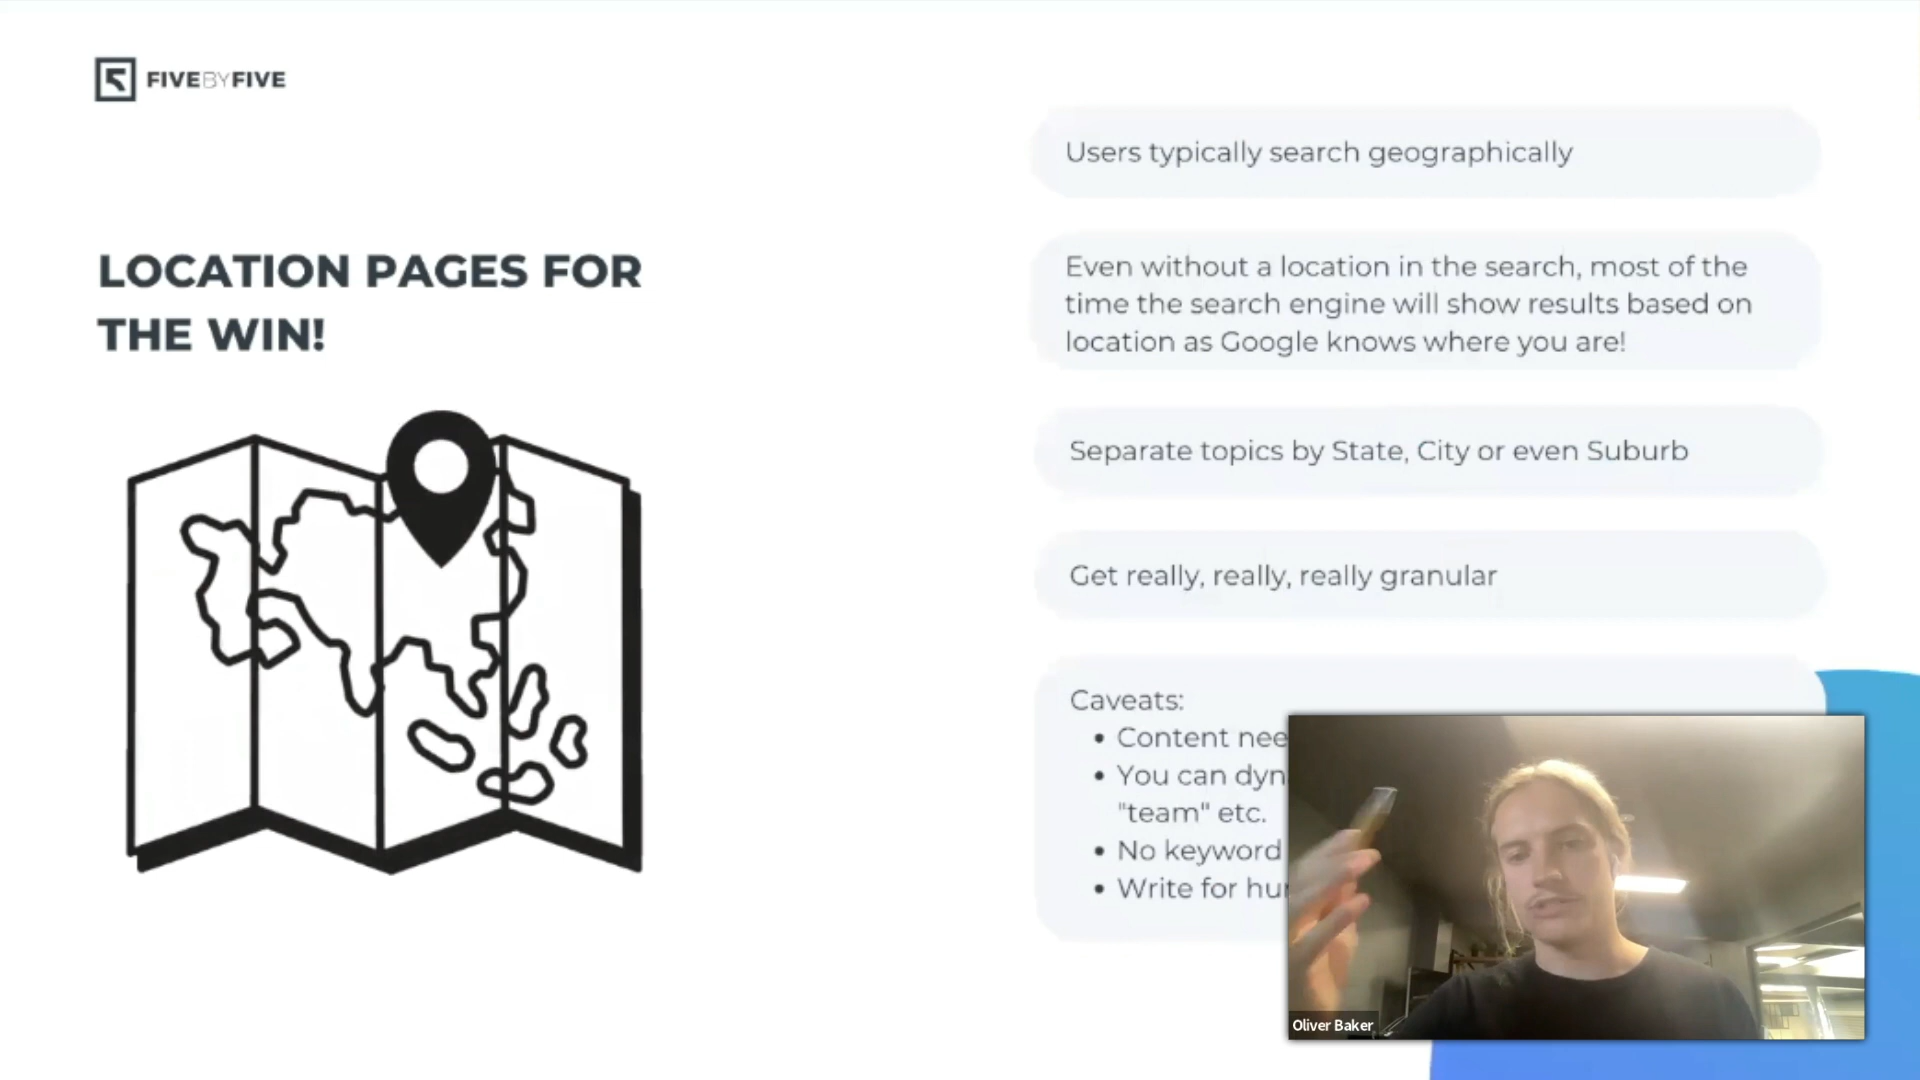 FIVEBYFIVE
LOCATION PAGES FOR
THE WIN!
Users typically search geographically
Even without a location in the search, most of the
time the search engine will show results based on
location as Google knows where you are!
Separate topics by State, City or even Suburb
Get really, really, really granular
Caveats:
• Content nee
• You can dyn
"team" etc.
• No keyword
• Write for hu
Oliver Baker